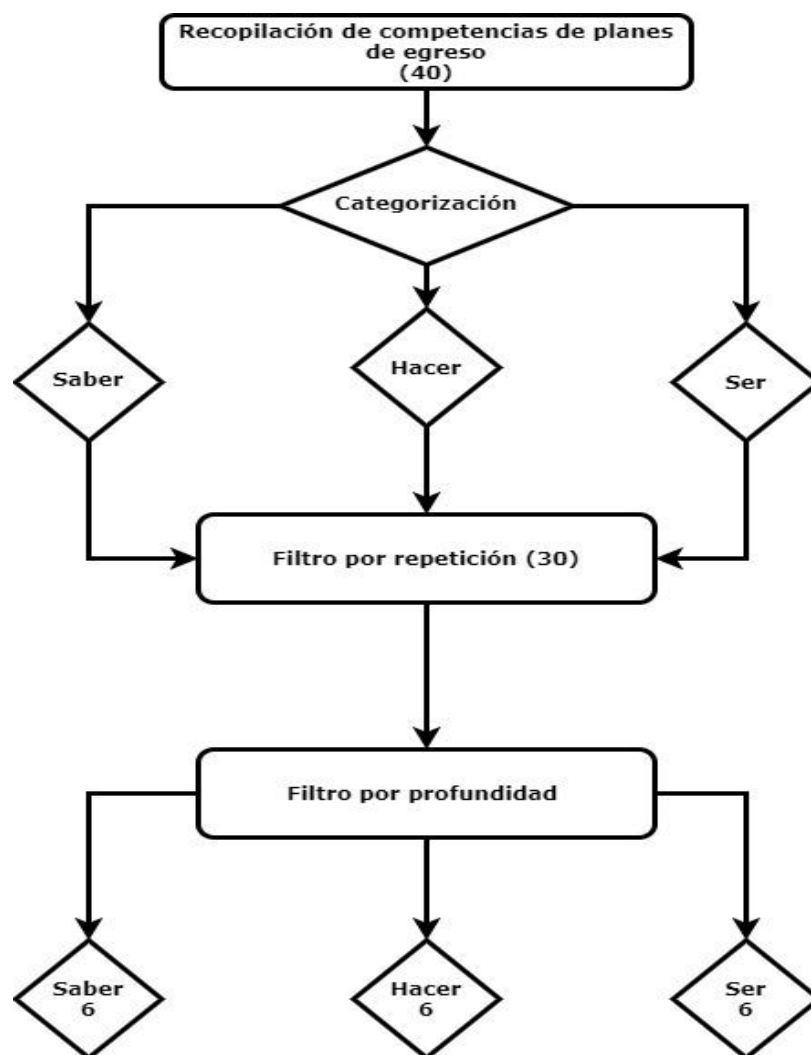 Recopilación de competencias de planes
de egreso
(40)
Categorización
Saber
Hacer
Ser
Filtro por repetición (30)
Filtro por profundidad
Saber
6
Hacer
6
Ser
6